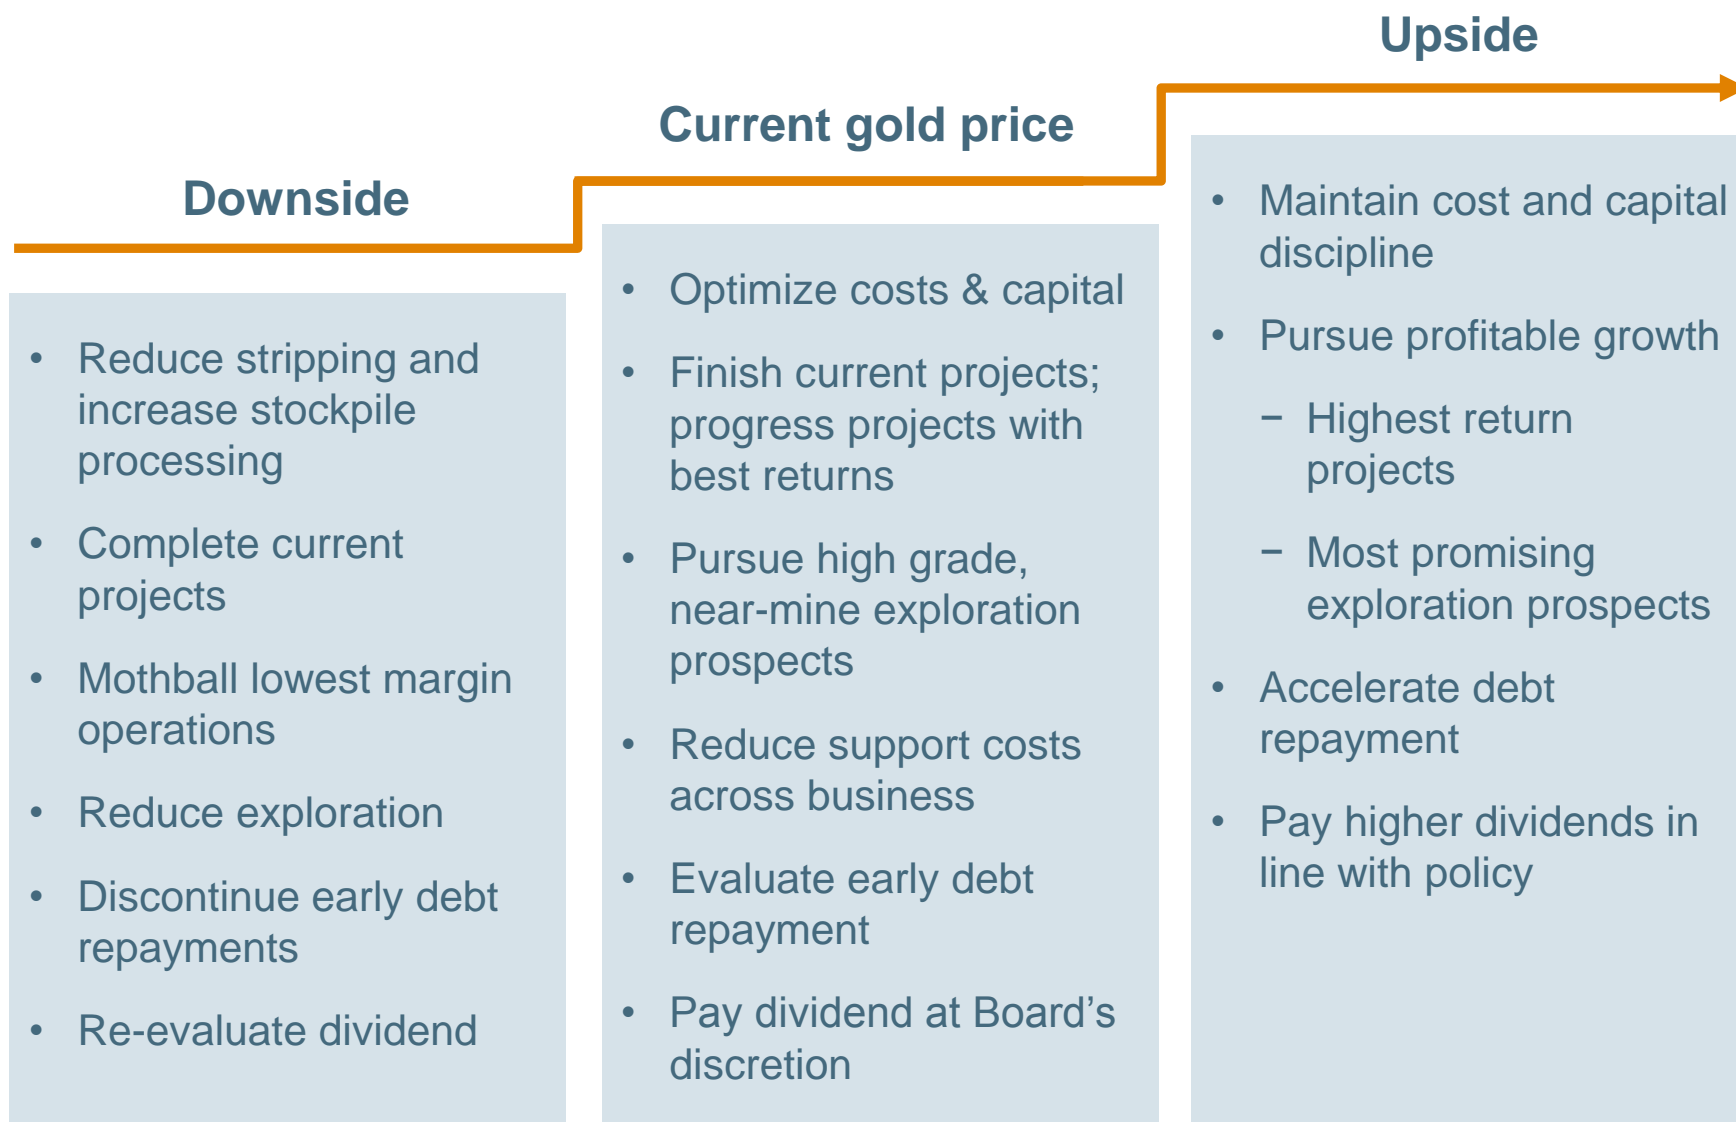 Downside
• Reduce stripping and
increase stockpile
processing
• Complete current
projects
• Mothball lowest margin
operations
• Reduce exploration
• Discontinue early debt
repayments
• Re-evaluate dividend
Current gold price
• Optimize costs & capital
• Finish current projects;
progress projects with
best returns
• Pursue high grade,
near-mine exploration
prospects
• Reduce support costs
across business
• Evaluate early debt
repayment
• Pay dividend at Board’s
discretion
Upside
• Maintain cost and capital
discipline
• Pursue profitable growth
− Highest return
projects
− Most promising
exploration prospects
• Accelerate debt
repayment
• Pay higher dividends in
line with policy